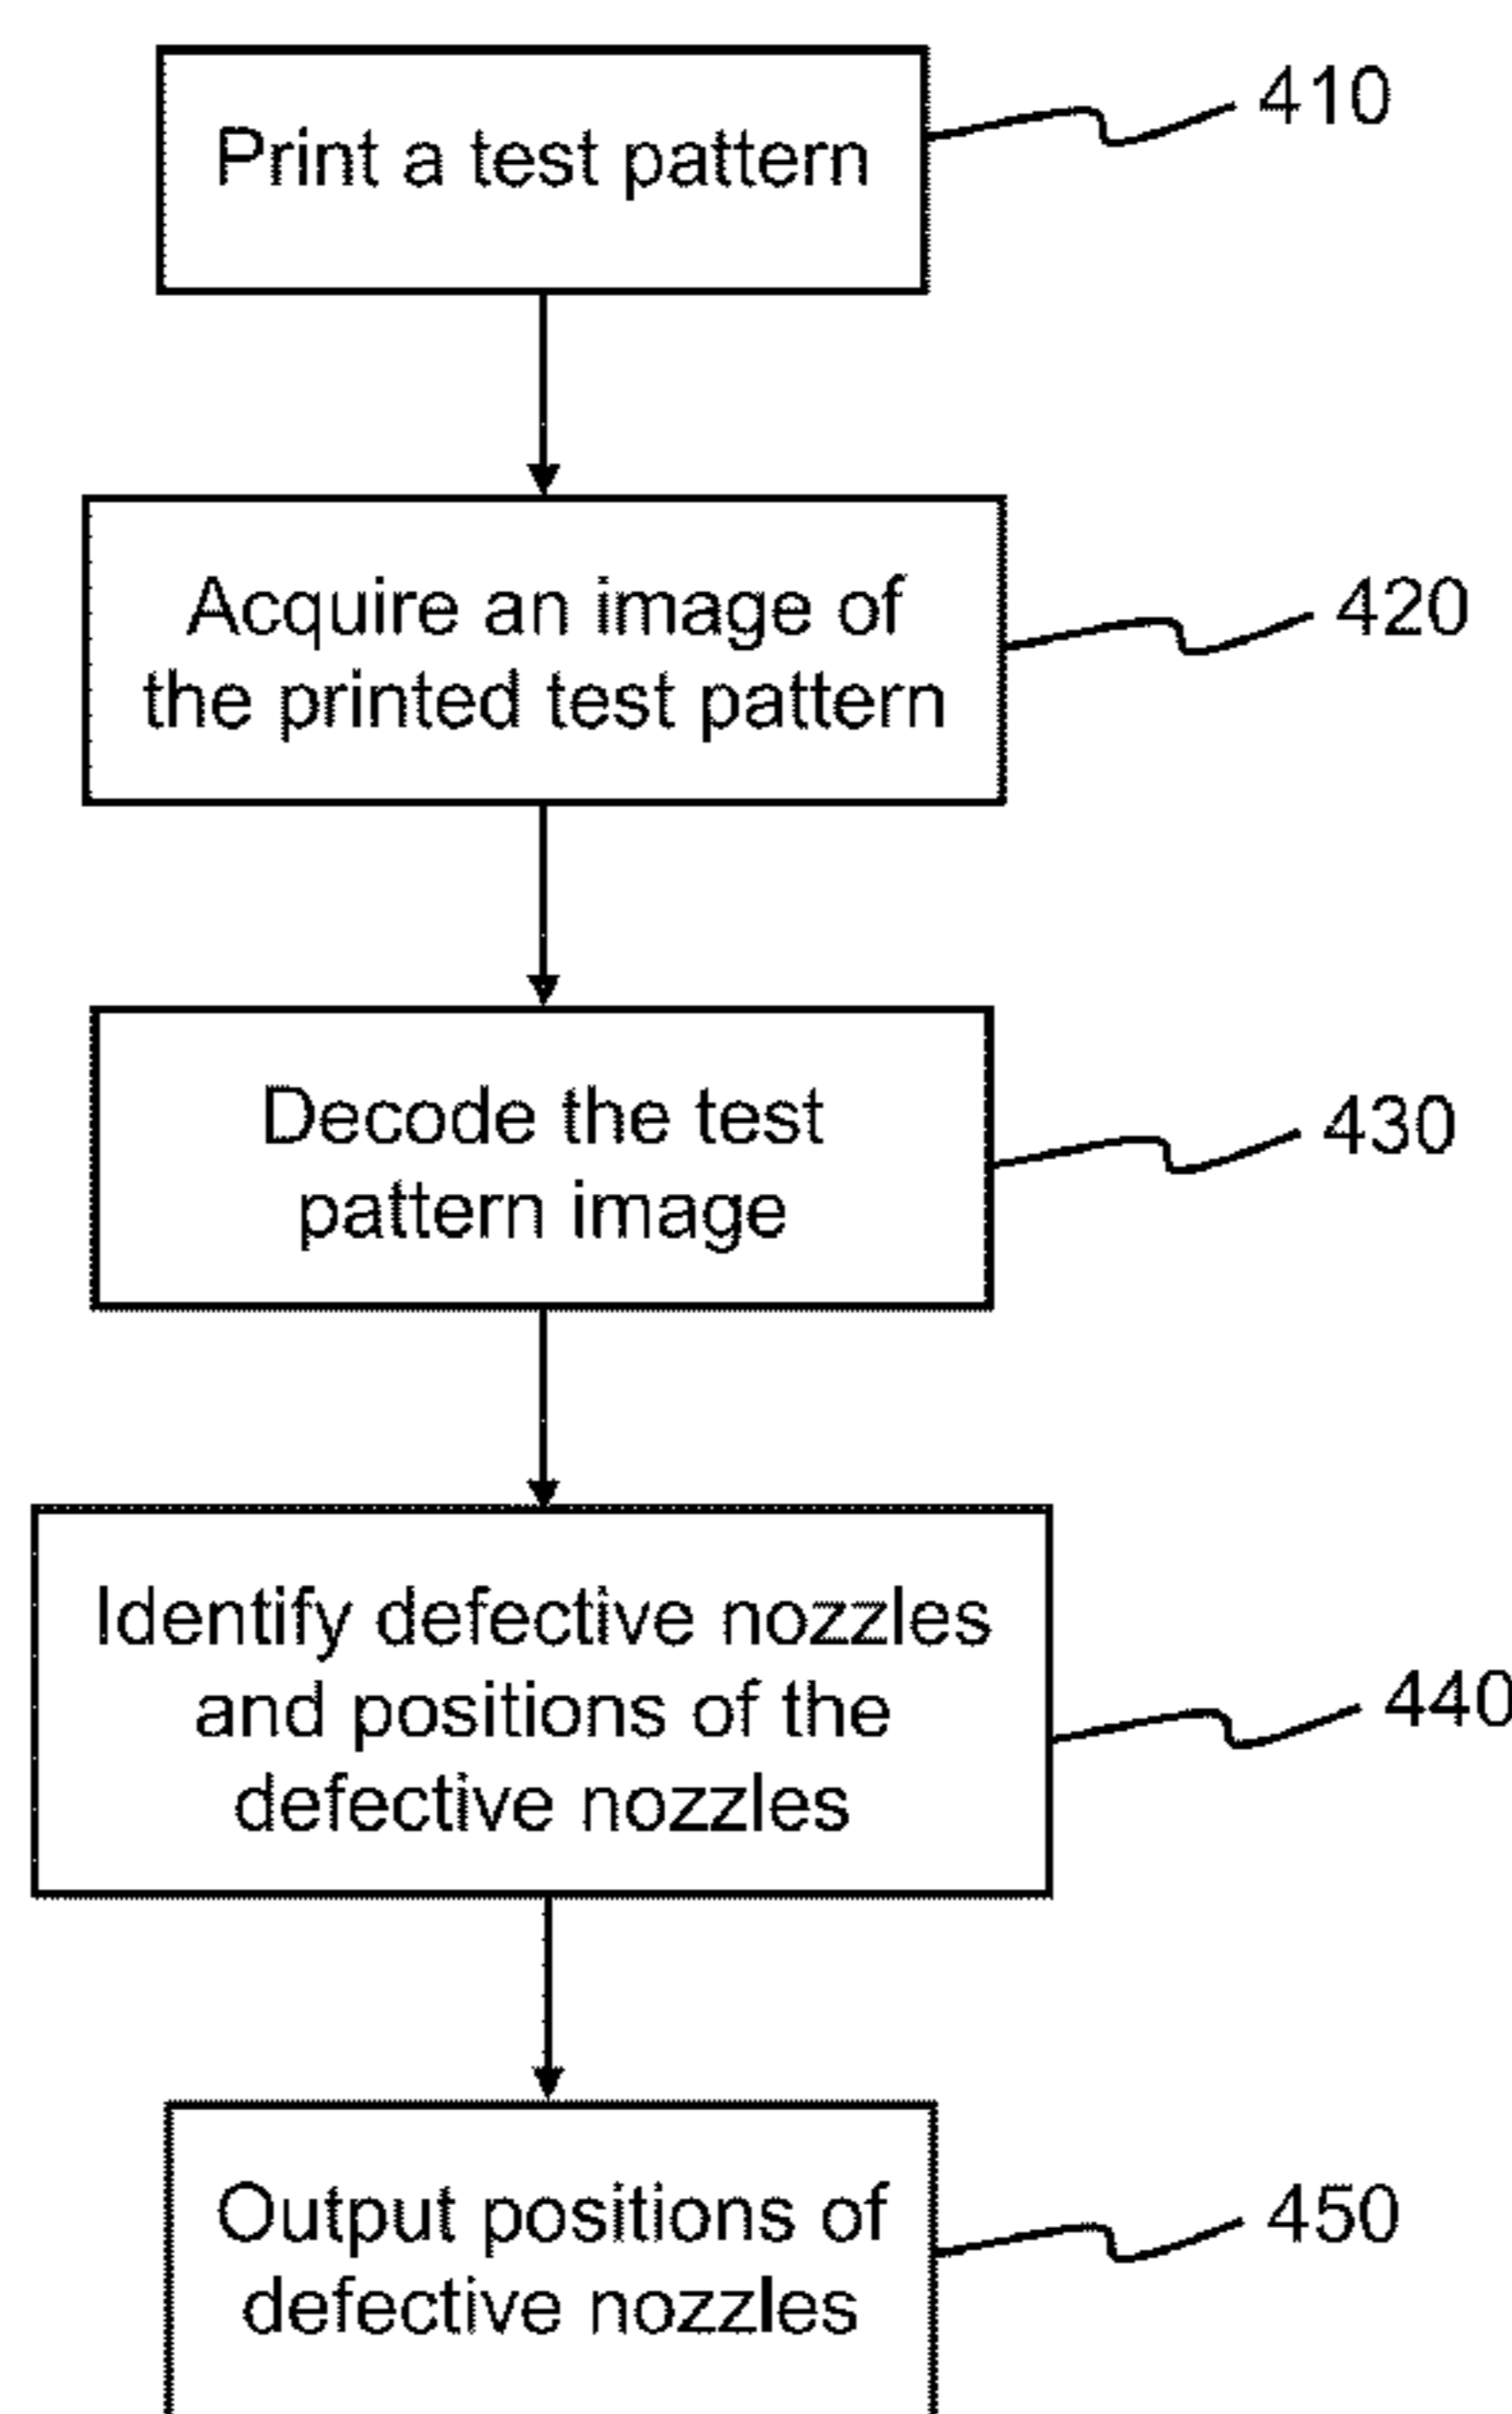 Print a test pattern
410
Acquire an image of
the printed test pattern
420
Decode the test
pattern image
430
Identify defective nozzles
and positions of the
defective nozzles
440
Output positions of
defective nozzles
450